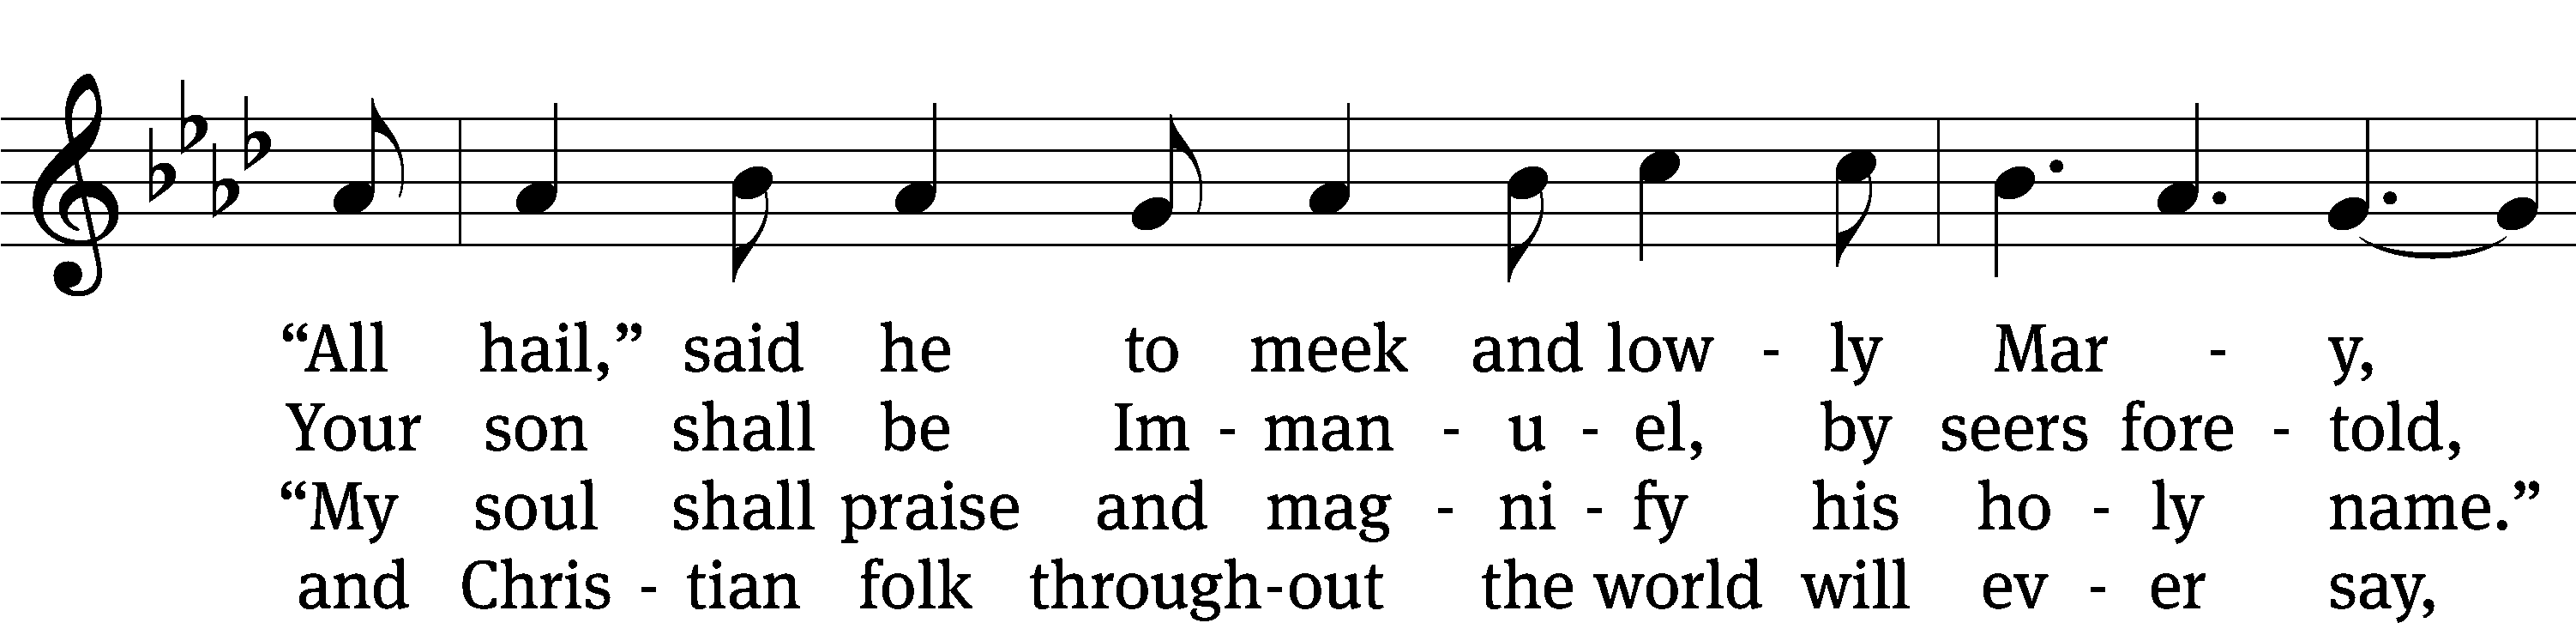 “All hail,” said he to meek and low - ly Mar - y,
Your son shall be Im - man - u - el, by seers fore - told,
“My soul shall praise and mag - ni - fy his ho - ly name.”
and Chris - tian folk through-out the world will ev - er say,